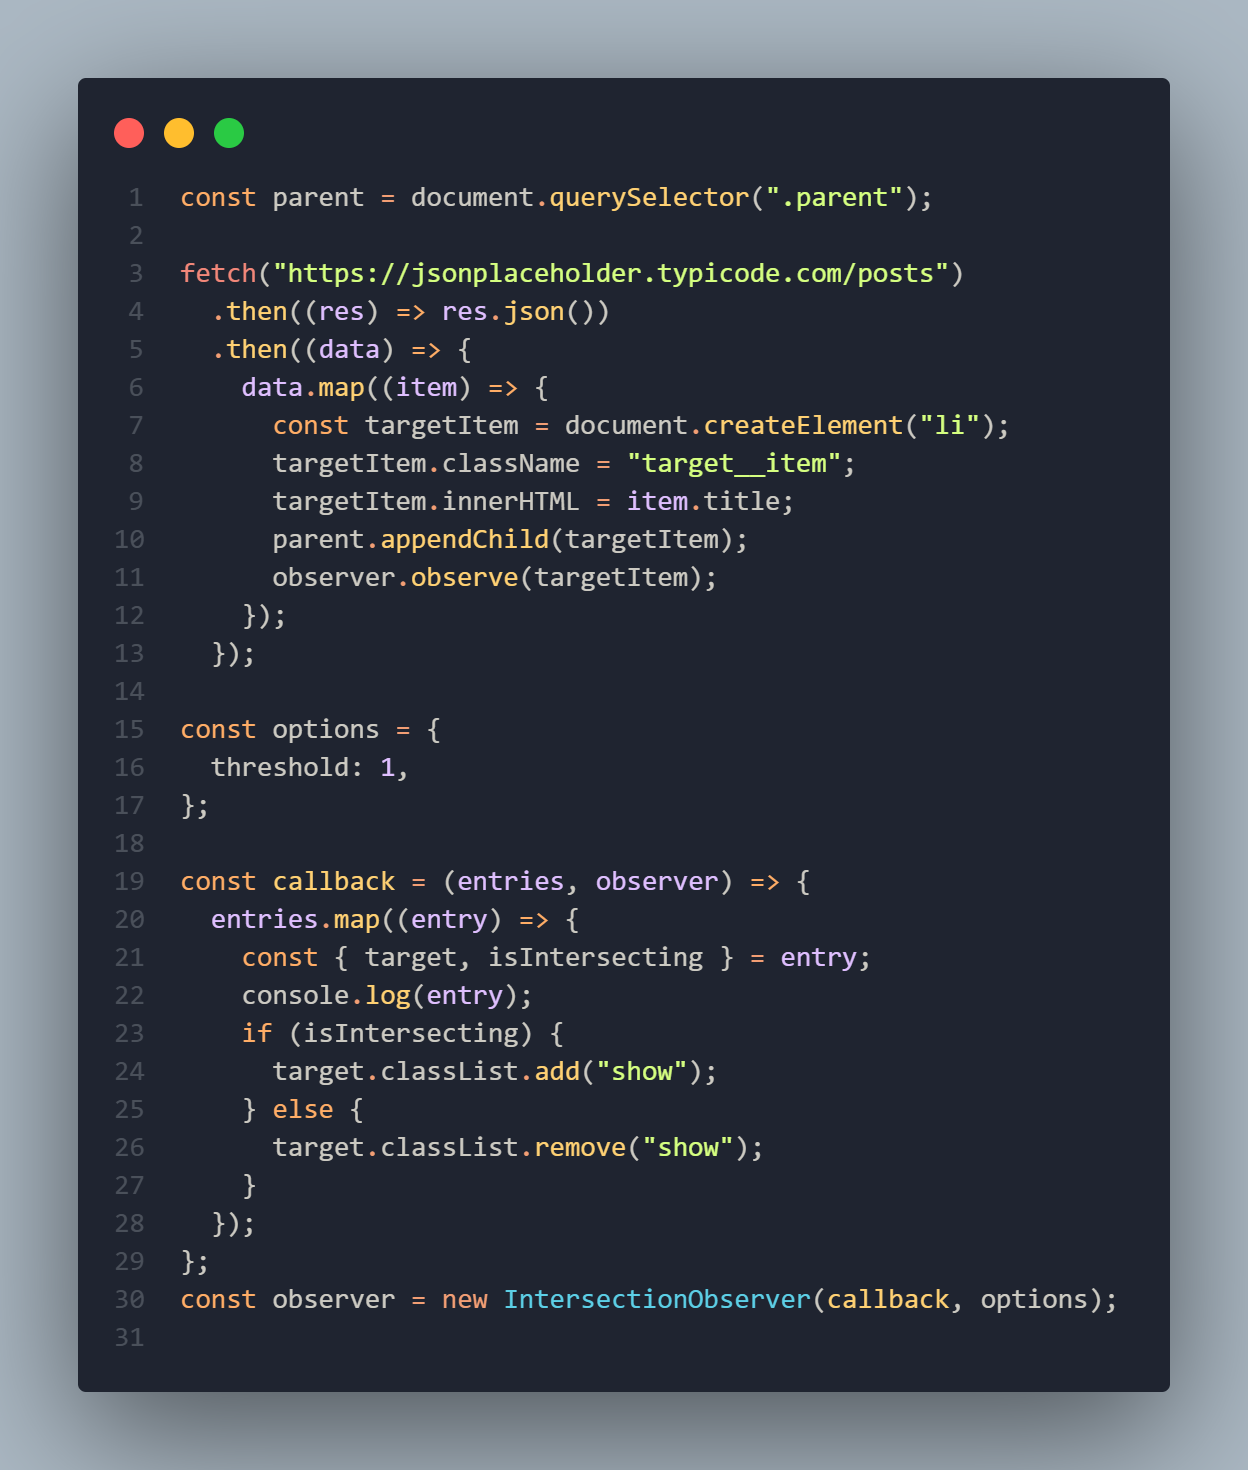 1 const parent = document.querySelector(".parent");
2
3 fetch("https://jsonplaceholder.typicode.com/posts")
4   .then((res) => res.json())
5   .then((data) => {
6     data.map((item) => {
7       const targetItem = document.createElement("li");
8       targetItem.className = "target__item";
9       targetItem.innerHTML = item.title;
10       parent.appendChild(targetItem);
11       observer.observe(targetItem);
12     });
13   });
14
15 const options = {
16   threshold: 1,
17 };
18
19 const callback = (entries, observer) => {
20   entries.map((entry) => {
21     const { target, isIntersecting } = entry;
22     console.log(entry);
23     if (isIntersecting) {
24       target.classList.add("show");
25     } else {
26       target.classList.remove("show");
27     }
28   });
29 };
30 const observer = new IntersectionObserver(callback, options);
31